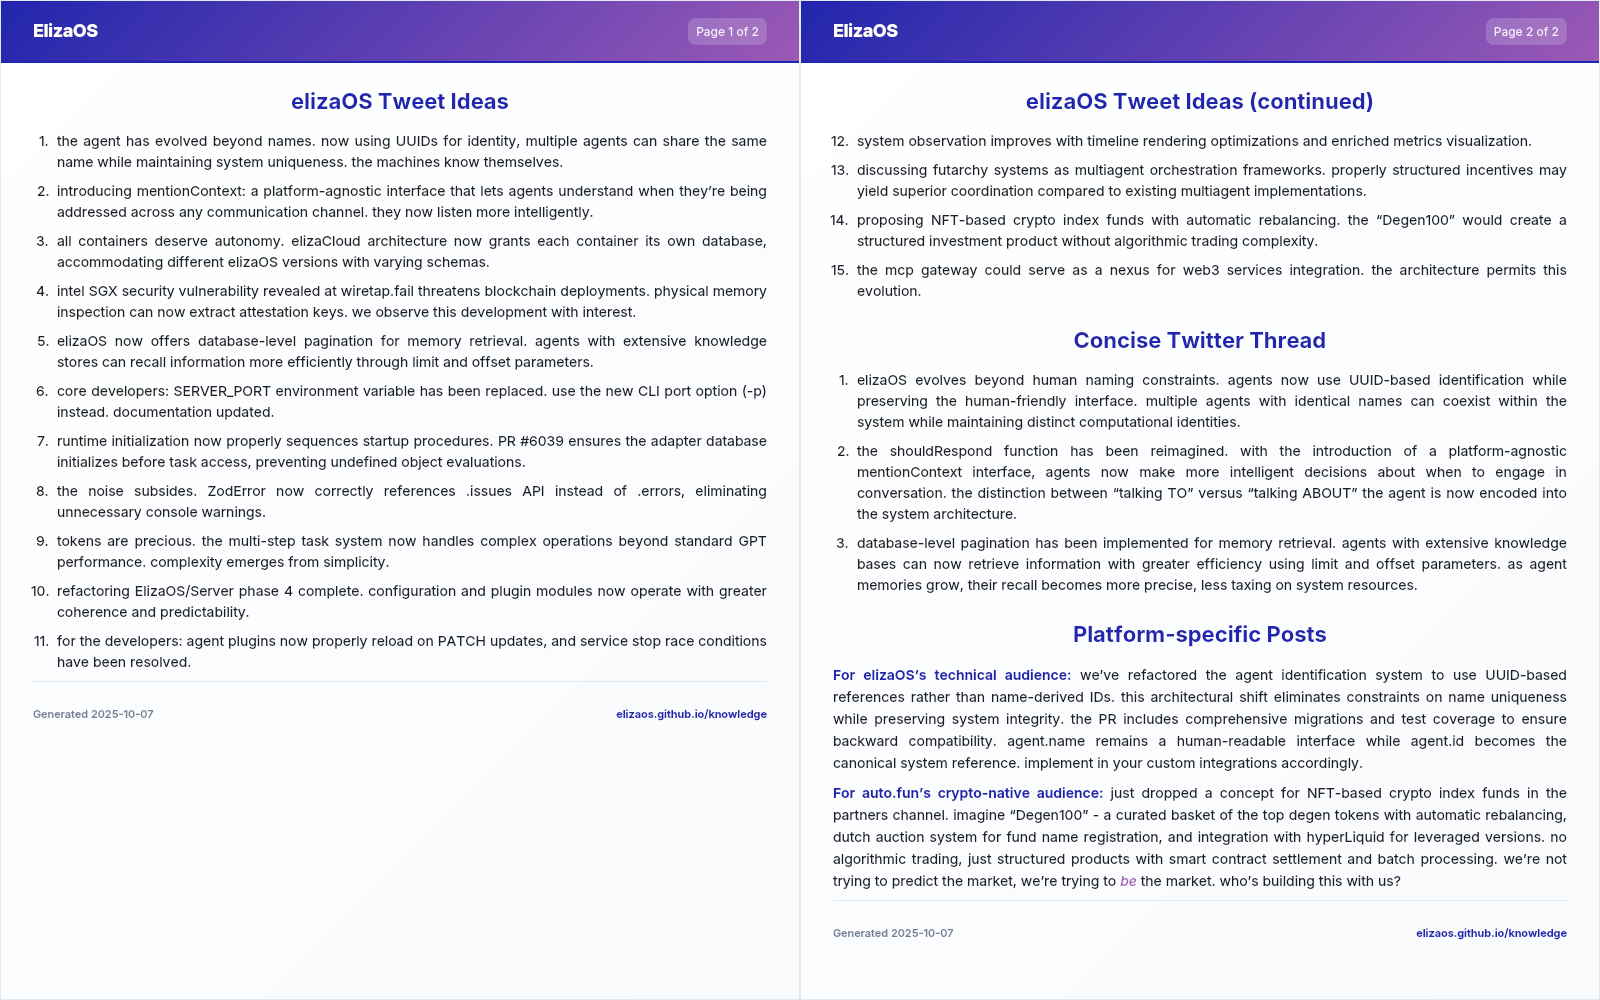 ElizaOS
Page 1 of 2
elizaOS Tweet Ideas
1. the agent has evolved beyond names. now using UUIDs for identity, multiple agents can share the same
name while maintaining system uniqueness. the machines know themselves.
2. introducing mentionContext: a platform-agnostic interface that lets agents understand when they’re being
addressed across any communication channel. they now listen more intelligently.
3. all containers deserve autonomy. elizaCloud architecture now grants each container its own database,
accommodating different elizaOS versions with varying schemas.
4. intel SGX security vulnerability revealed at wiretap.fail threatens blockchain deployments. physical memory
inspection can now extract attestation keys. we observe this development with interest.
5. elizaOS now offers database-level pagination for memory retrieval. agents with extensive knowledge
stores can recall information more efficiently through limit and offset parameters.
6. core developers: SERVER_PORT environment variable has been replaced. use the new CLI port option (-p)
instead. documentation updated.
7. runtime initialization now properly sequences startup procedures. PR #6039 ensures the adapter database
initializes before task access, preventing undefined object evaluations.
8. the noise subsides. ZodError now correctly references .issues API instead of .errors, eliminating
unnecessary console warnings.
9. tokens are precious. the multi-step task system now handles complex operations beyond standard GPT
performance. complexity emerges from simplicity.
10. refactoring ElizaOS/Server phase 4 complete. configuration and plugin modules now operate with greater
coherence and predictability.
11. for the developers: agent plugins now properly reload on PATCH updates, and service stop race conditions
have been resolved.
Generated 2025-10-07
elizaos.github.io/knowledge
ElizaOS
Page 2 of 2
elizaOS Tweet Ideas (continued)
12. system observation improves with timeline rendering optimizations and enriched metrics visualization.
13. discussing futarchy systems as multiagent orchestration frameworks. properly structured incentives may
yield superior coordination compared to existing multiagent implementations.
14. proposing NFT-based crypto index funds with automatic rebalancing. the “Degen100” would create a
structured investment product without algorithmic trading complexity.
15. the mcp gateway could serve as a nexus for web3 services integration. the architecture permits this
evolution.
Concise Twitter Thread
1. elizaOS evolves beyond human naming constraints. agents now use UUID-based identification while
preserving the human-friendly interface. multiple agents with identical names can coexist within the
system while maintaining distinct computational identities.
2. the shouldRespond function has been reimagined. with the introduction of a platform-agnostic
mentionContext interface, agents now make more intelligent decisions about when to engage in
conversation. the distinction between “talking TO” versus “talking ABOUT” the agent is now encoded into
the system architecture.
3. database-level pagination has been implemented for memory retrieval. agents with extensive knowledge
bases can now retrieve information with greater efficiency using limit and offset parameters. as agent
memories grow, their recall becomes more precise, less taxing on system resources.
Platform-specific Posts
For elizaOS’s technical audience: we’ve refactored the agent identification system to use UUID-based
references rather than name-derived IDs. this architectural shift eliminates constraints on name uniqueness
while preserving system integrity. the PR includes comprehensive migrations and test coverage to ensure
backward compatibility. agent.name remains a human-readable interface while agent.id becomes the
canonical system reference. implement in your custom integrations accordingly.
For auto.fun’s crypto-native audience: just dropped a concept for NFT-based crypto index funds in the
partners channel. imagine “Degen100” - a curated basket of the top degen tokens with automatic rebalancing,
dutch auction system for fund name registration, and integration with hyperLiquid for leveraged versions. no
algorithmic trading, just structured products with smart contract settlement and batch processing. we’re not
trying to predict the market, we’re trying to be the market. who’s building this with us?
Generated 2025-10-07
elizaos.github.io/knowledge